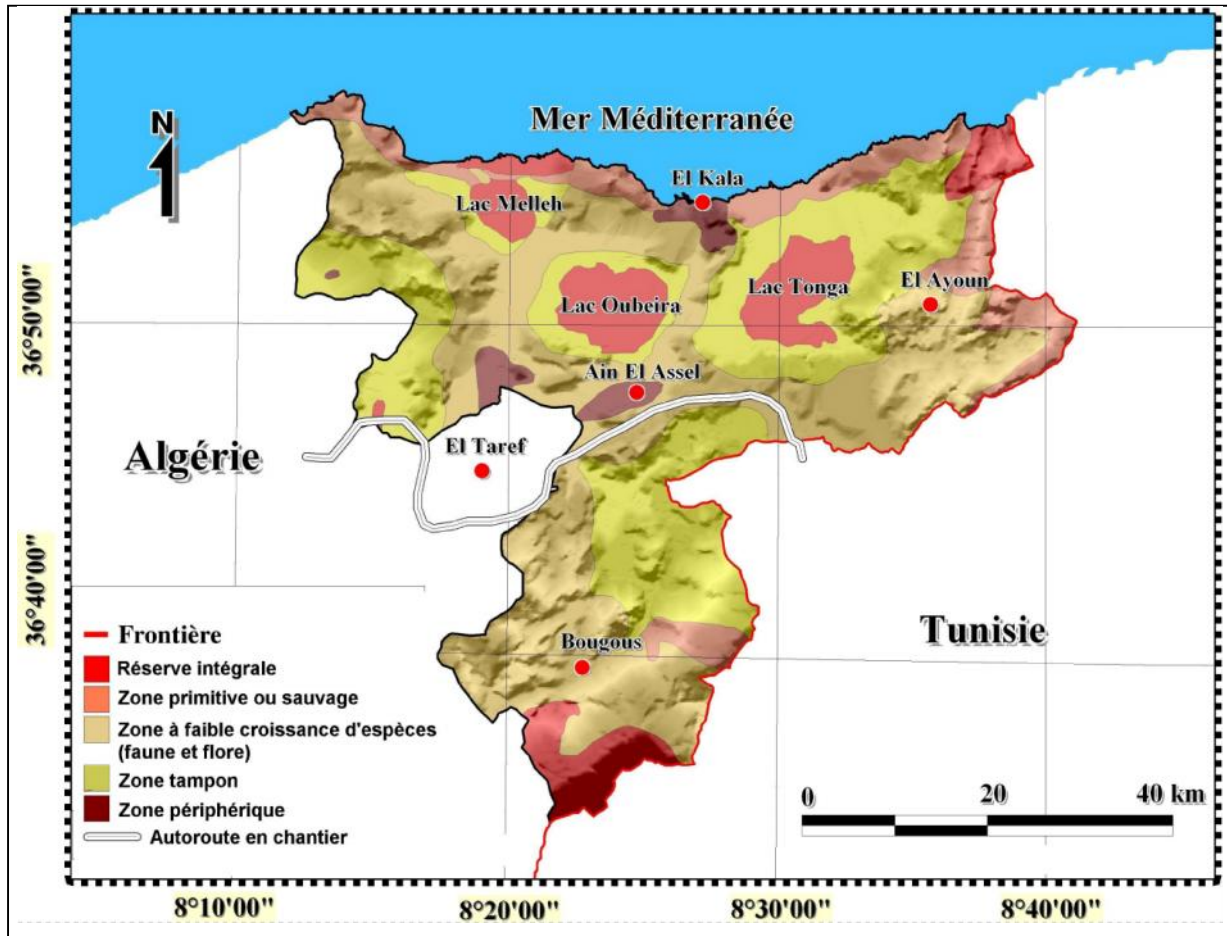 N
Mer Méditerranée
El Kala
Lac Melleh
Lac Oubeira
Lac Tonga
El Ayoun
Ain El Assel
El Taref
Algérie
Bougous
Tunisie
36°50'00"
36°40'00"
Frontière
Réserve intégrale
Zone primitive ou sauvage
Zone à faible croissance d'espèces
(faune et flore)
Zone tampon
Zone périphérique
Autoroute en chantier
0 20 40 km
8°10'00" 8°20'00" 8°30'00" 8°40'00"